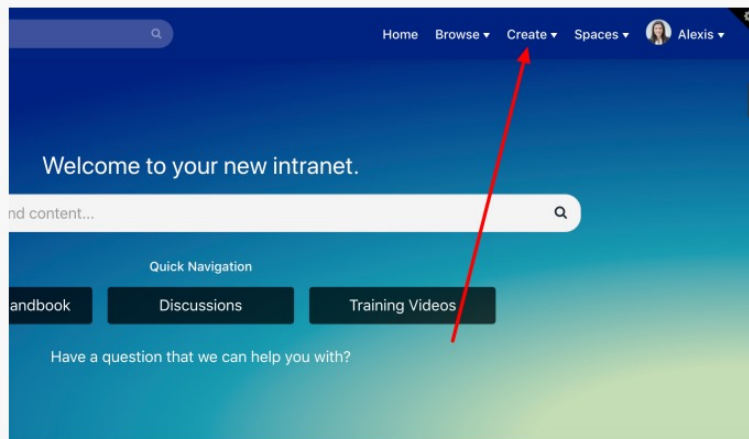 Home Browse ▾ Create ▾ Spaces ▾ Alexis ▾
Welcome to your new intranet.
nd content...
Quick Navigation
andbook Discussions Training Videos
Have a question that we can help you with?